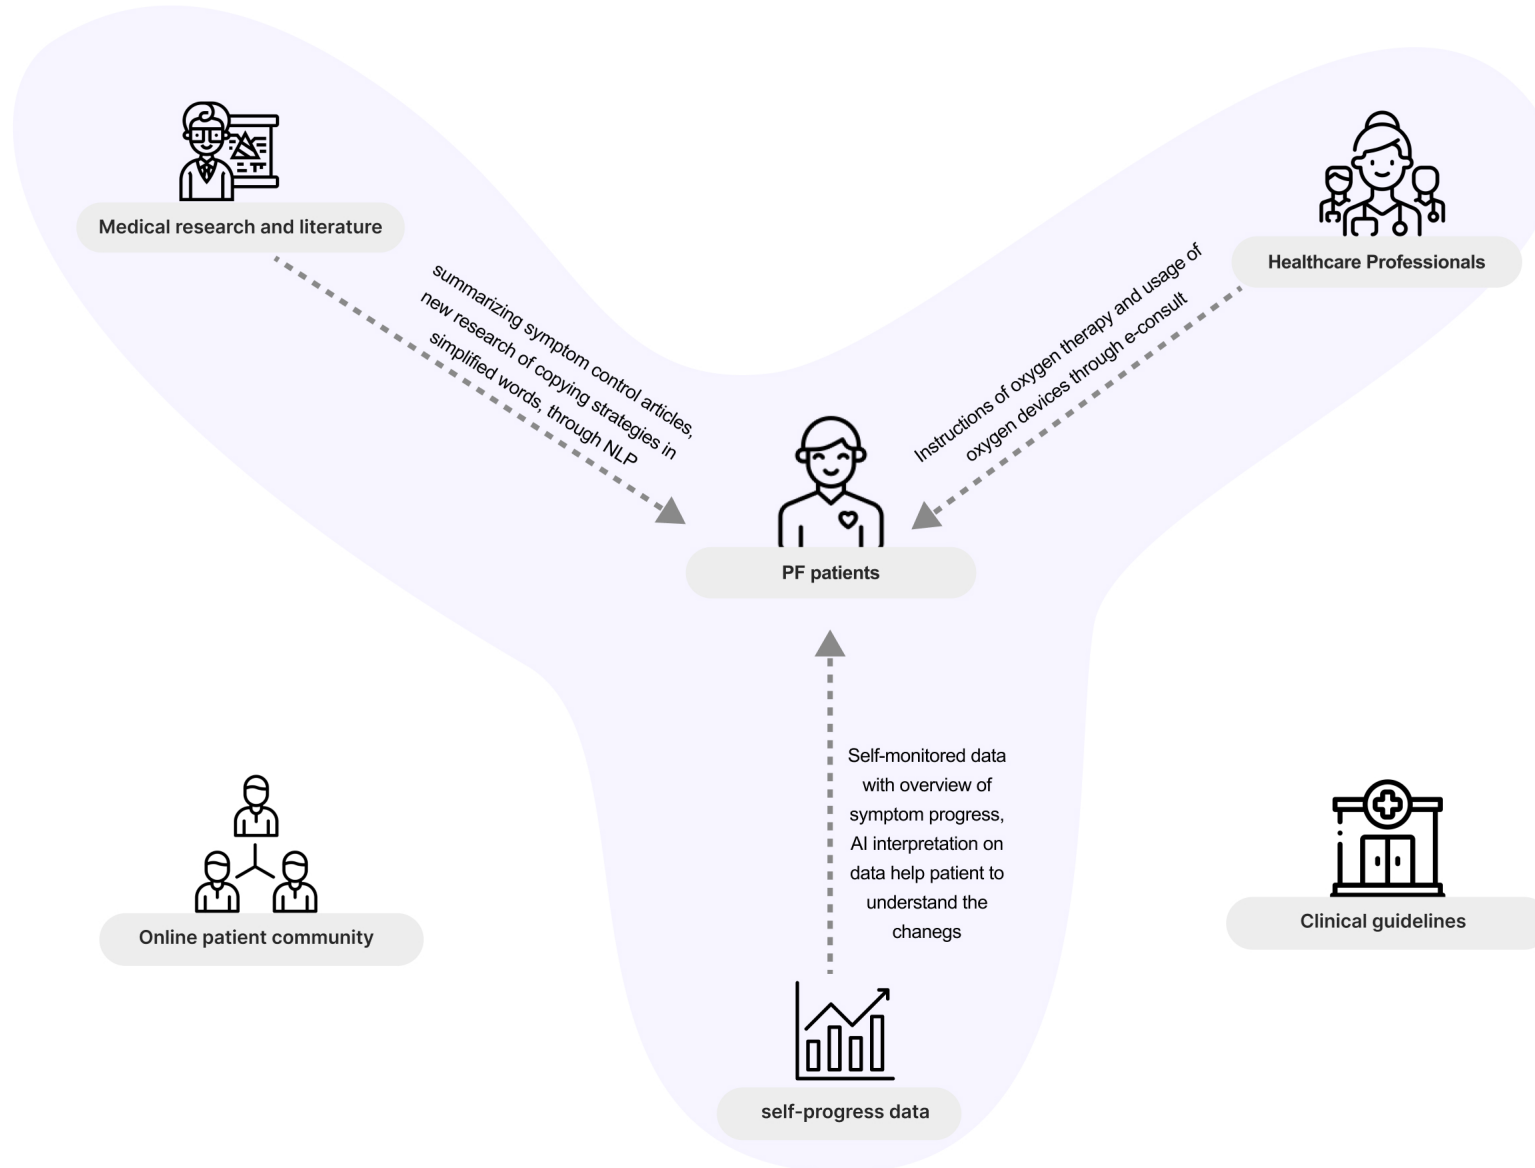 Medical research and literature
Healthcare Professionals
summarizing symptom control articles,
new research of copying strategies in
simplified words, through NLP
Instructions of oxygen therapy and usage of
oxygen devices through e-consult
PF patients
Self-monitored data
with overview of
symptom progress,
AI interpretation on
data help patient to
understand the
chanegs
Online patient community
Clinical guidelines
self-progress data